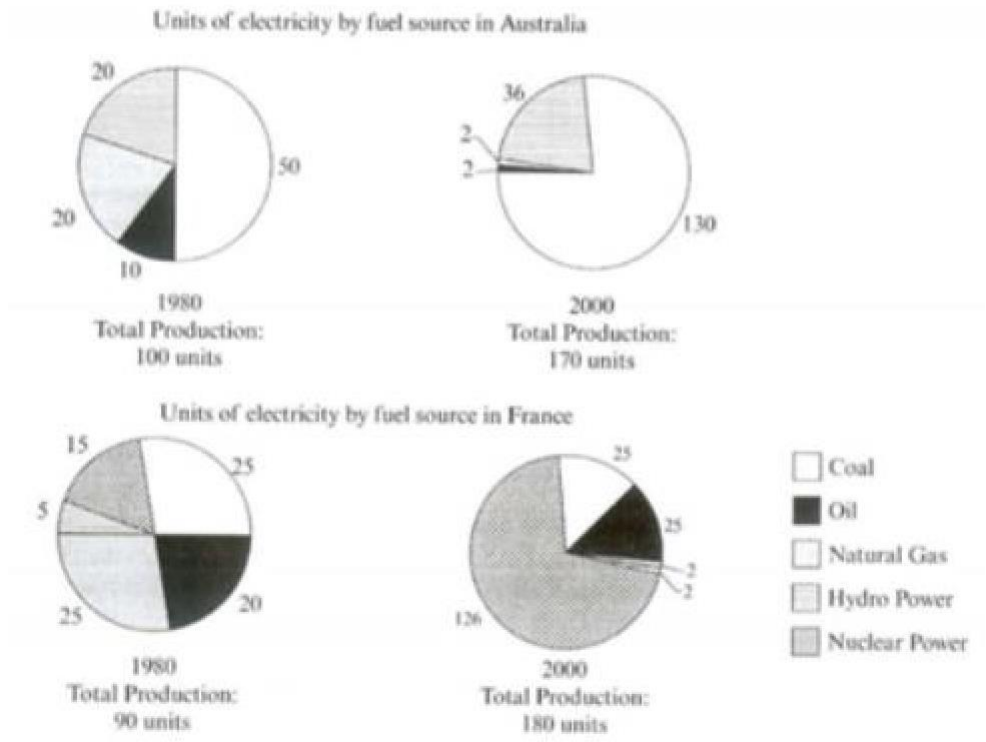 Units of electricity by fuel source in Australia
20
50
20
10
1980
Total Production:
100 units
36
2
2
130
2000
Total Production:
170 units
Units of electricity by fuel source in France
15
25
5
25
20
1980
Total Production:
90 units
25
25
2
2
126
2000
Total Production:
180 units
Coal
Oil
Natural Gas
Hydro Power
Nuclear Power